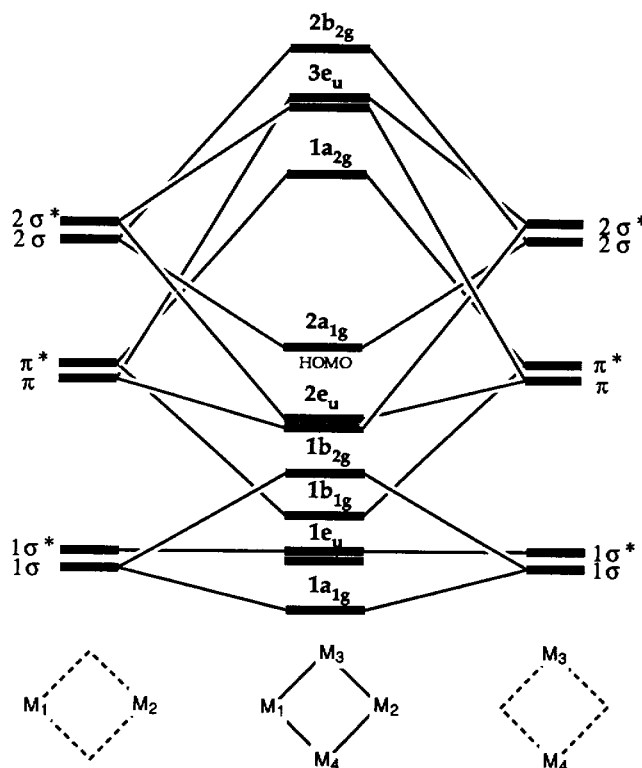 2b2g
3eu
1a2g
2σ* 2σ*
2σ 2σ
2a1g
HOMO
π* π*
π π
2eu
1b2g
1b1g
1σ* 1eu 1σ*
1σ 1σ
1a1g
M3 M3
M1 M2 M1 M2
M4 M4